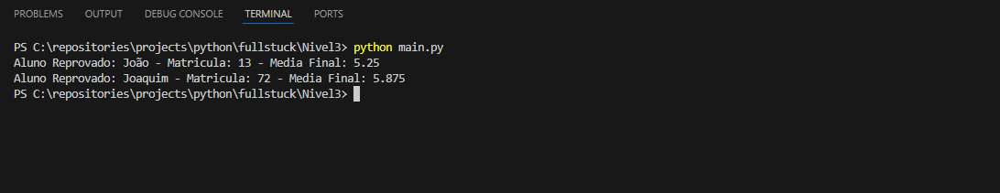 PROBLEMS OUTPUT DEBUG CONSOLE TERMINAL PORTS
PS C:\repositories\projects\python\fullstuck\Nivel3> python main.py
Aluno Reprovado: João - Matricula: 13 - Media Final: 5.25
Aluno Reprovado: Joaquim - Matricula: 72 - Media Final: 5.875
PS C:\repositories\projects\python\fullstuck\Nivel3>